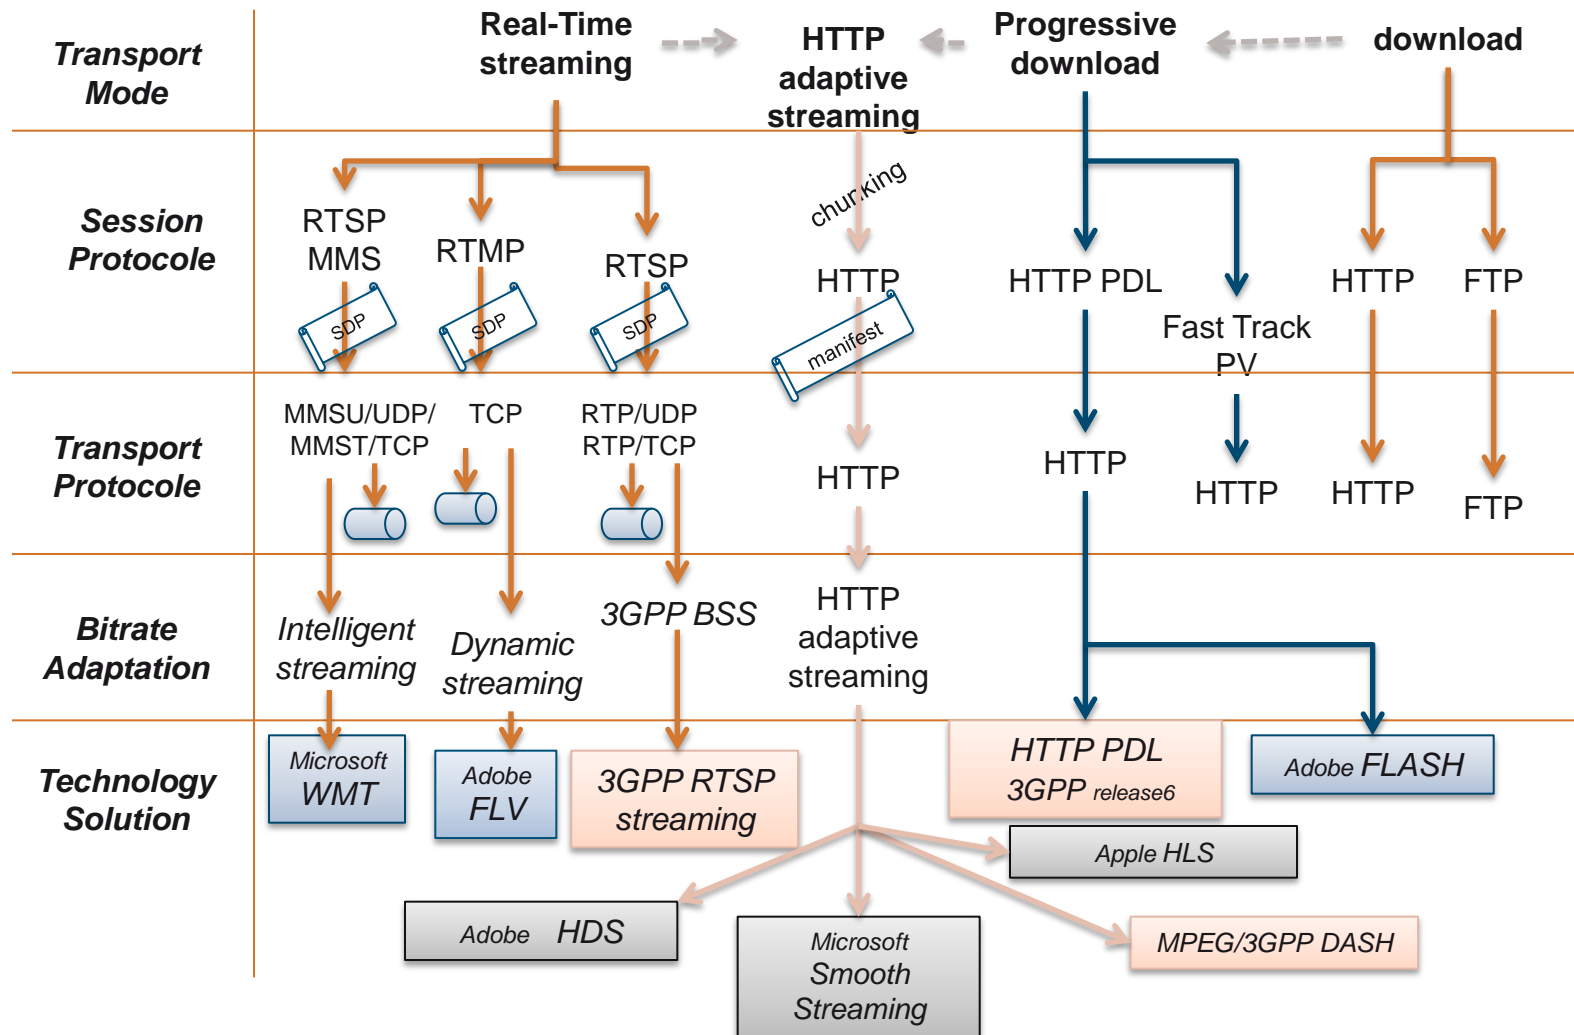 Transport
Mode
Real-Time
streaming
HTTP
adaptive
streaming
Progressive
download
download
Session
Protocole
RTSP
MMS
SDP
RTMP
SDP
RTSP
SDP
chunking
HTTP
manifest
HTTP PDL
Fast Track
PV
HTTP
FTP
Transport
Protocole
MMSU/UDP/
MMST/TCP
TCP
RTP/UDP
RTP/TCP
HTTP
HTTP
HTTP
HTTP
FTP
Bitrate
Adaptation
Intelligent
streaming
Dynamic
streaming
3GPP BSS
HTTP
adaptive
streaming
Technology
Solution
Microsoft
WMT
Adobe
FLV
3GPP RTSP
streaming
HTTP PDL
3GPP release6
Adobe FLASH
Apple HLS
Adobe HDS
Microsoft
Smooth
Streaming
MPEG/3GPP DASH